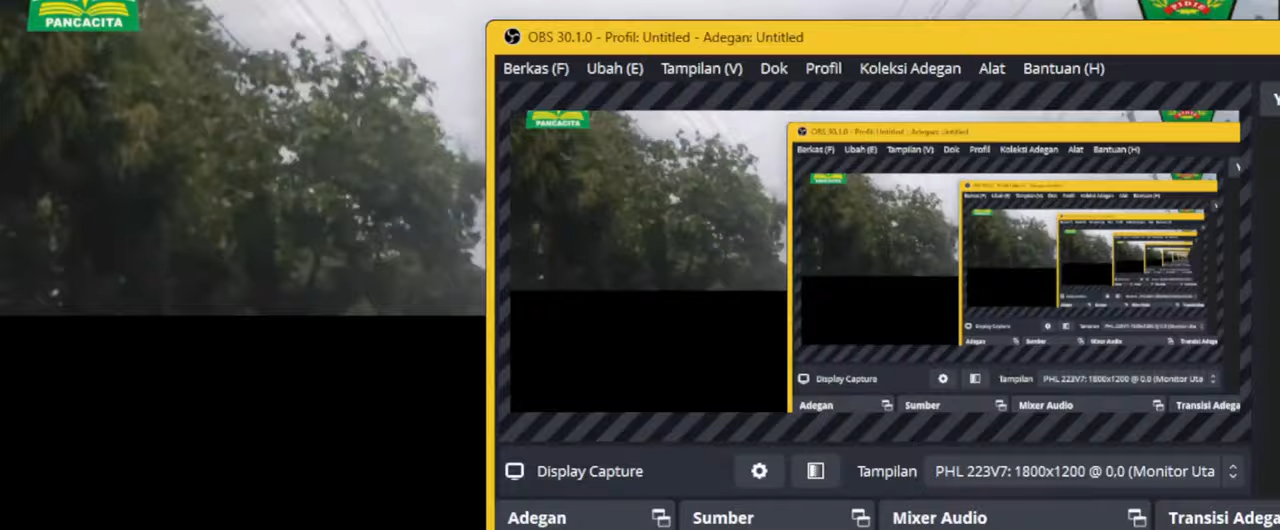 PANCACITA
PIDIE
OBS 30.1.0 - Profil: Untitled - Adegan: Untitled
Berkas (F) Ubah (E) Tampilan (V) Dok Profil Koleksi Adegan Alat Bantuan (H)
PANCACITA
OBS 30.1.0 - Profil: Untitled - Adegan: Untitled
Berkas (F) Ubah (E) Tampilan (V) Dok Profil Koleksi Adegan Alat Bantuan (H)
Display Capture Tampilan PHL 223V7: 1800x1200 @ 0,0 (Monitor Uta
Adegan Sumber Mixer Audio Transisi Adega
Display Capture Tampilan PHL 223V7: 1800x1200 @ 0,0 (Monitor Uta
Adegan Sumber Mixer Audio Transisi Adega